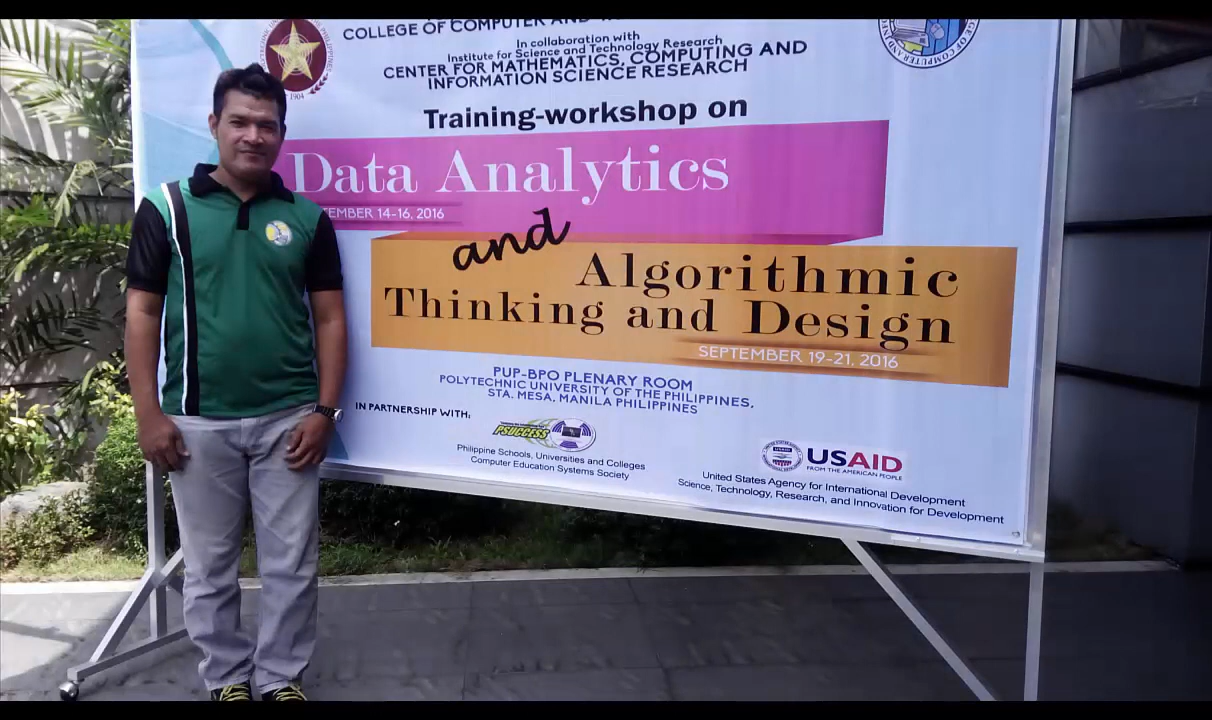 COLLEGE OF COMPUTER AND
In collaboration with
Institute for Science and Technology Research
CENTER FOR MATHEMATICS, COMPUTING AND
INFORMATION SCIENCE RESEARCH
1904
Training-workshop on
Data Analytics
TEMBER 14-16, 2016
and
Algorithmic
Thinking and Design
SEPTEMBER 19-21, 2016
PUP-BPO PLENARY ROOM
POLYTECHNIC UNIVERSITY OF THE PHILIPPINES,
STA. MESA, MANILA PHILIPPINES
IN PARTNERSHIP WITH:
PSUCCESS
Philippine Schools, Universities and Colleges
Computer Education Systems Society
USAID
FROM THE AMERICAN PEOPLE
United States Agency for International Development
Science, Technology, Research, and Innovation for Development